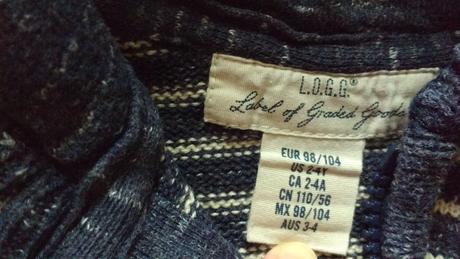 L.O.G.G.®
Label of Graded Goods
EUR 98/104
US 2-4Y
CA 2-4A
CN 110/56
MX 98/104
AUS 3-4